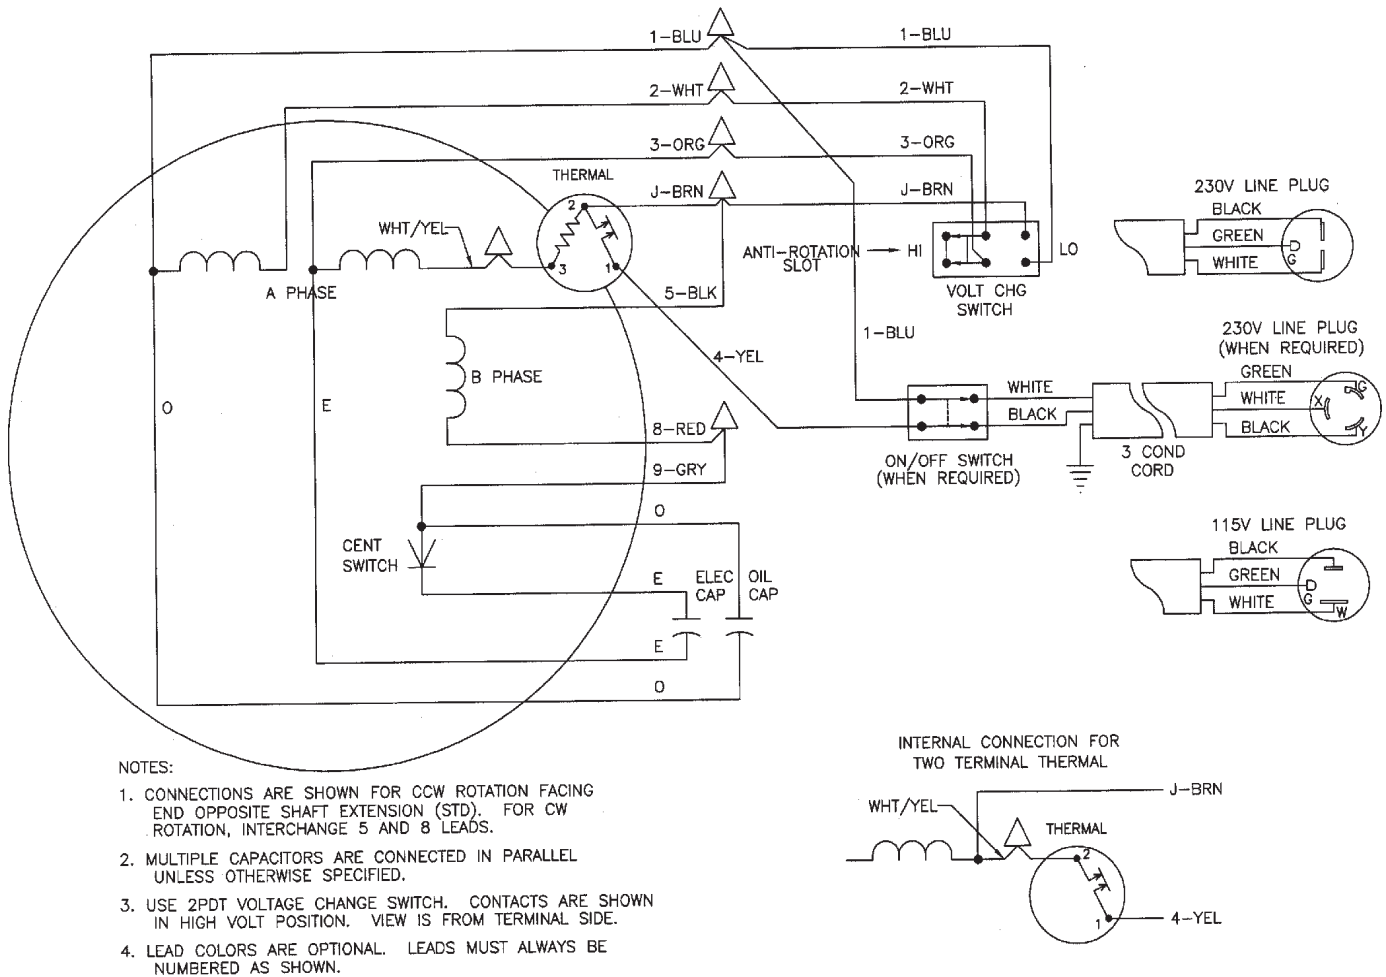 1-BLU
1-BLU
2-WHT
2-WHT
3-ORG
3-ORG
THERMAL
J-BRN
J-BRN
2
3
1
WHT/YEL
A PHASE
5-BLK
4-YEL
B PHASE
O
E
8-RED
9-GRY
O
CENT
SWITCH
E
ELEC
CAP
OIL
CAP
E
O
ANTI-ROTATION
SLOT
HI
LO
VOLT CHG
SWITCH
1-BLU
WHITE
BLACK
ON/OFF SWITCH
(WHEN REQUIRED)
3 COND
CORD
230V LINE PLUG
BLACK
GREEN
WHITE
G
230V LINE PLUG
(WHEN REQUIRED)
GREEN
WHITE
BLACK
G
X
Y
115V LINE PLUG
BLACK
GREEN
WHITE
G
W
NOTES:
1. CONNECTIONS ARE SHOWN FOR CCW ROTATION FACING
END OPPOSITE SHAFT EXTENSION (STD). FOR CW
ROTATION, INTERCHANGE 5 AND 8 LEADS.
2. MULTIPLE CAPACITORS ARE CONNECTED IN PARALLEL
UNLESS OTHERWISE SPECIFIED.
3. USE 2PDT VOLTAGE CHANGE SWITCH. CONTACTS ARE SHOWN
IN HIGH VOLT POSITION. VIEW IS FROM TERMINAL SIDE.
4. LEAD COLORS ARE OPTIONAL. LEADS MUST ALWAYS BE
NUMBERED AS SHOWN.
INTERNAL CONNECTION FOR
TWO TERMINAL THERMAL
J-BRN
WHT/YEL
THERMAL
2
1
4-YEL